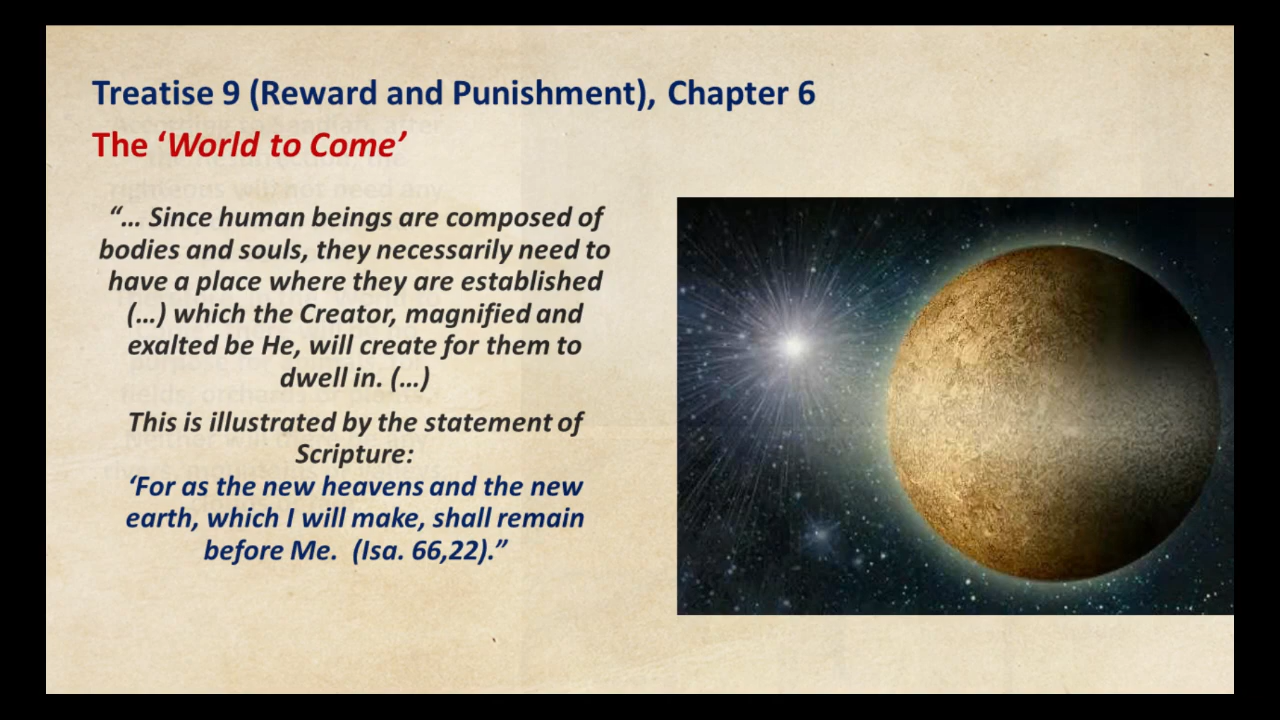 Treatise 9 (Reward and Punishment), Chapter 6
The ‘World to Come’
“… Since human beings are composed of
bodies and souls, they necessarily need to
have a place where they are established
(…) which the Creator, magnified and
exalted be He, will create for them to
dwell in. (…)
This is illustrated by the statement of
Scripture:
‘For as the new heavens and the new
earth, which I will make, shall remain
before Me.  (Isa. 66,22).”